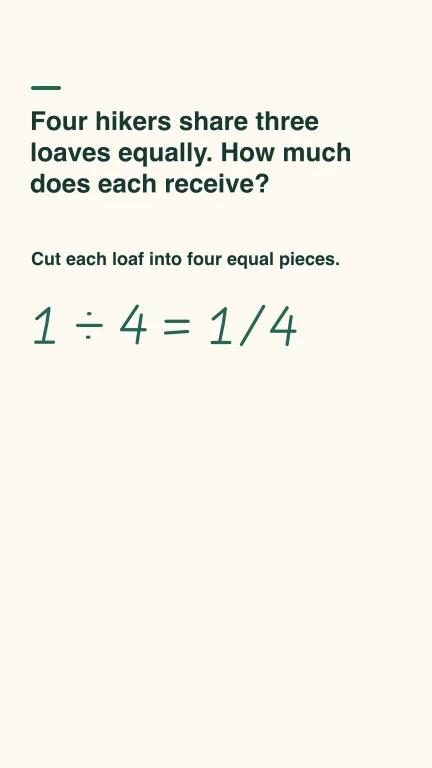 Four hikers share three
loaves equally. How much
does each receive?
Cut each loaf into four equal pieces.
1 ÷ 4 = 1/4